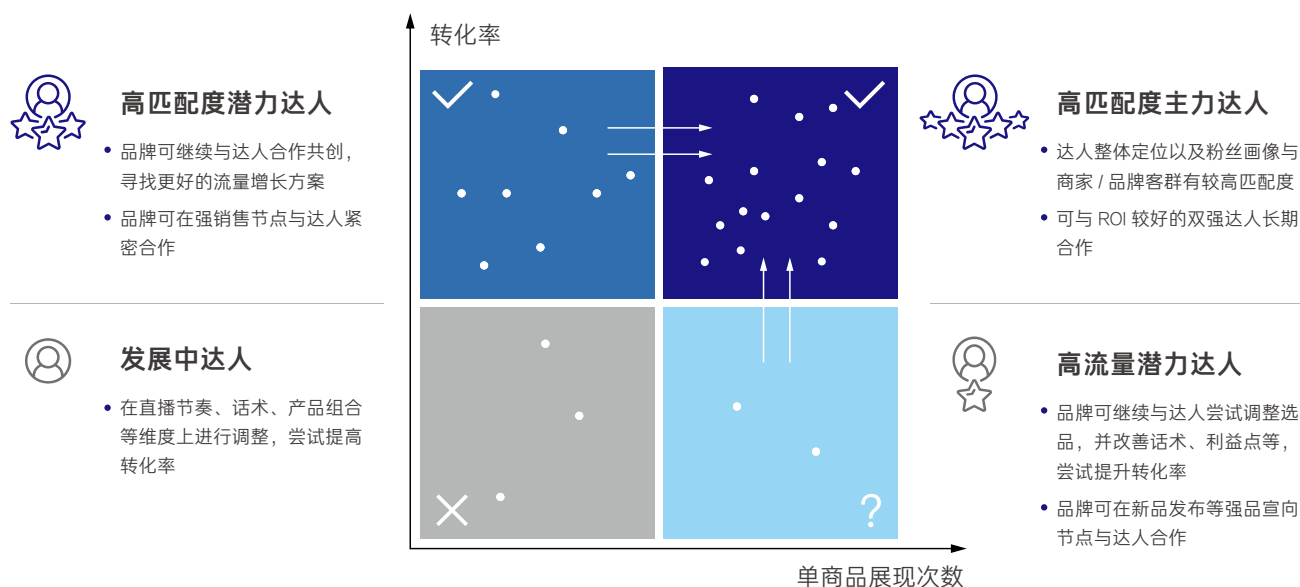 转化率
高匹配度潜力达人
• 品牌可继续与达人合作共创，
寻找更好的流量增长方案
• 品牌可在强销售节点与达人紧
密合作
高匹配度主力达人
• 达人整体定位以及粉丝画像与
商家 / 品牌客群有较高匹配度
• 可与 ROI 较好的双强达人长期
合作
发展中达人
• 在直播节奏、话术、产品组合
等维度上进行调整，尝试提高
转化率
高流量潜力达人
• 品牌可继续与达人尝试调整选
品，并改善话术、利益点等，
尝试提升转化率
• 品牌可在新品发布等强品宣向
节点与达人合作
?
单商品展现次数